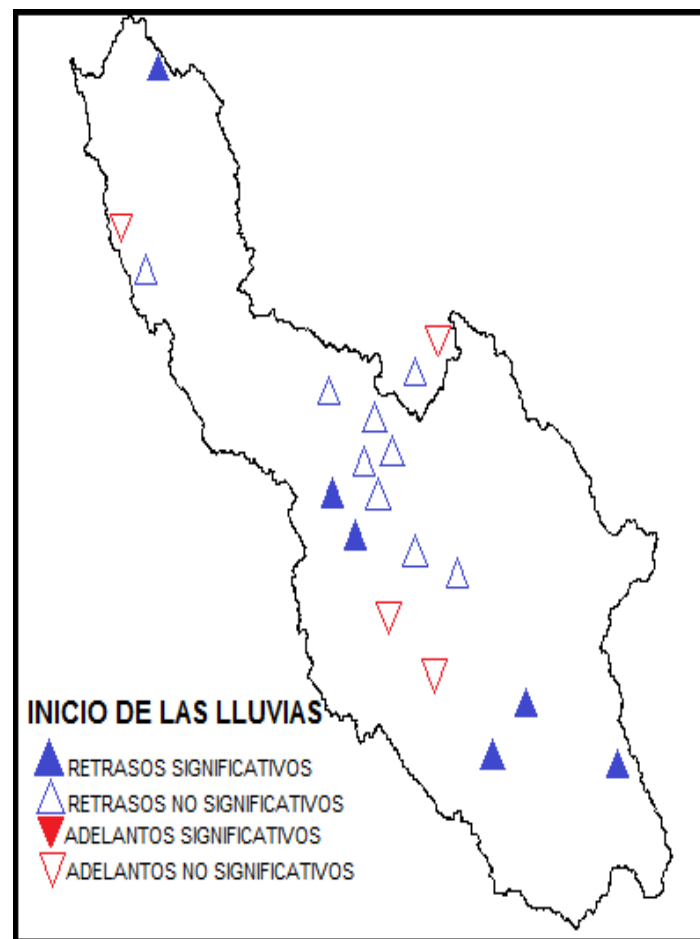 INICIO DE LAS LLUVIAS
RETRASOS SIGNIFICATIVOS
RETRASOS NO SIGNIFICATIVOS
ADELANTOS SIGNIFICATIVOS
ADELANTOS NO SIGNIFICATIVOS